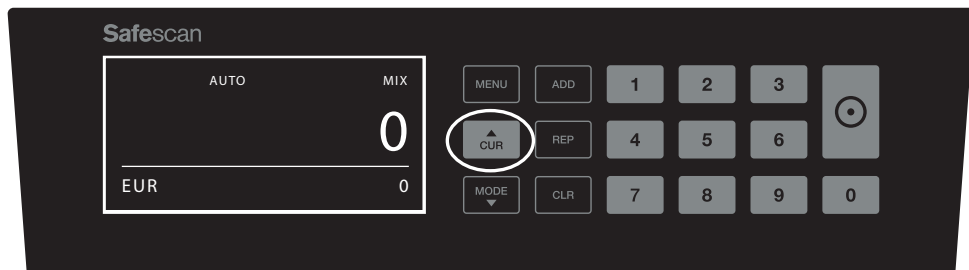 Safescan
AUTO MIX
0
EUR 0
MENU ADD 1 2 3
CUR REP 4 5 6
MODE CLR 7 8 9 0